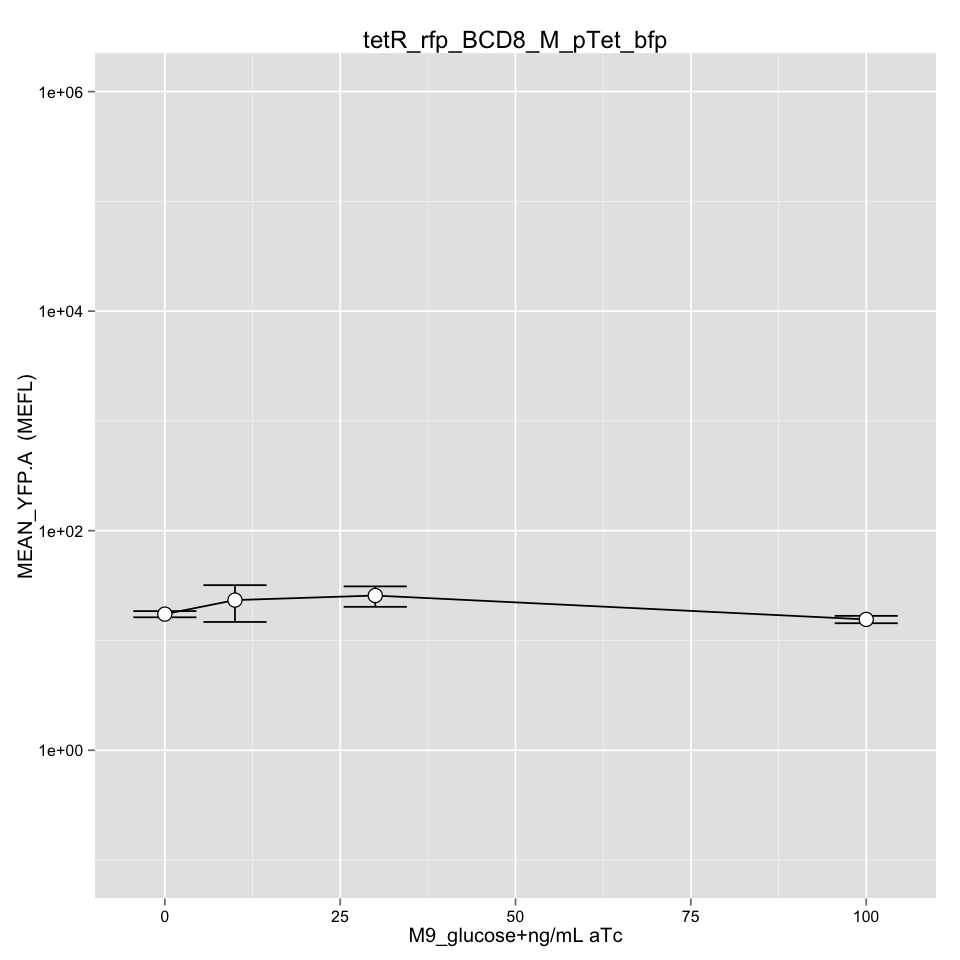 tetR_rfp_BCD8_M_pTet_bfp
MEAN_YFP.A (MEFL)
1e+06
1e+04
1e+02
1e+00
0 25 50 75 100
M9_glucose+ng/mL aTc